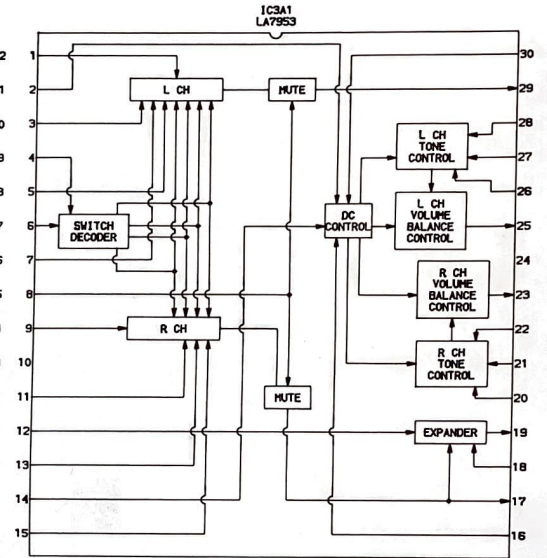 IC3A1
LA7953
1
2
3
4
5
6
7
8
9
10
11
12
13
14
15
30
29
28
27
26
25
24
23
22
21
20
19
18
17
16
L CH
MUTE
SWITCH
DECODER
R CH
MUTE
DC
CONTROL
L CH
TONE
CONTROL
L CH
VOLUME
BALANCE
CONTROL
R CH
VOLUME
BALANCE
CONTROL
R CH
TONE
CONTROL
EXPANDER